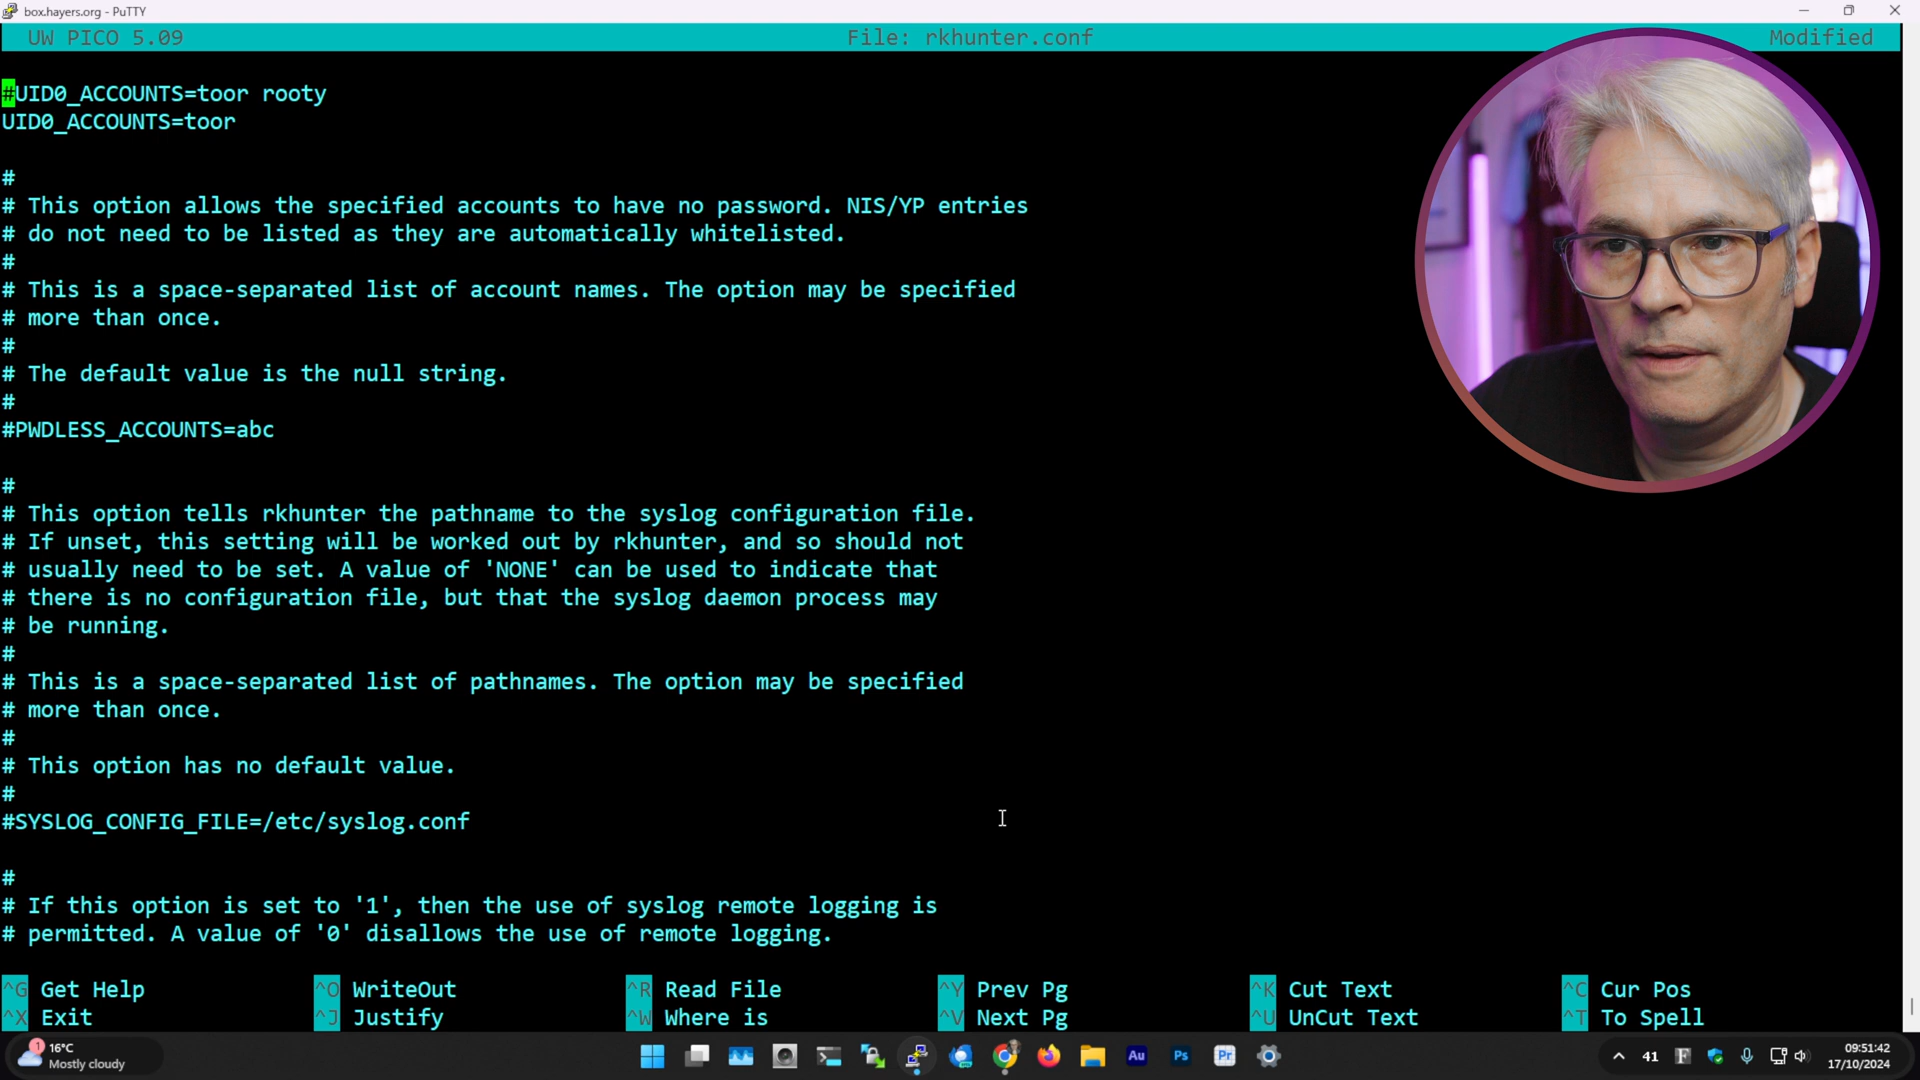 box.hayers.org - PuTTY
UW PICO 5.09 File: rkhunter.conf Modified
#UID0_ACCOUNTS=toor rooty
UID0_ACCOUNTS=toor
#
# This option allows the specified accounts to have no password. NIS/YP entries
# do not need to be listed as they are automatically whitelisted.
#
# This is a space-separated list of account names. The option may be specified
# more than once.
#
# The default value is the null string.
#
#PWDLESS_ACCOUNTS=abc
#
# This option tells rkhunter the pathname to the syslog configuration file.
# If unset, this setting will be worked out by rkhunter, and so should not
# usually need to be set. A value of 'NONE' can be used to indicate that
# there is no configuration file, but that the syslog daemon process may
# be running.
#
# This is a space-separated list of pathnames. The option may be specified
# more than once.
#
# This option has no default value.
#
#SYSLOG_CONFIG_FILE=/etc/syslog.conf
#
# If this option is set to '1', then the use of syslog remote logging is
# permitted. A value of '0' disallows the use of remote logging.
^G Get Help ^O WriteOut ^R Read File ^Y Prev Pg ^K Cut Text ^C Cur Pos
^X Exit ^J Justify ^W Where is ^V Next Pg ^U UnCut Text ^T To Spell
1 16°C
Mostly cloudy
Au Ps Pr
41
09:51:42
17/10/2024